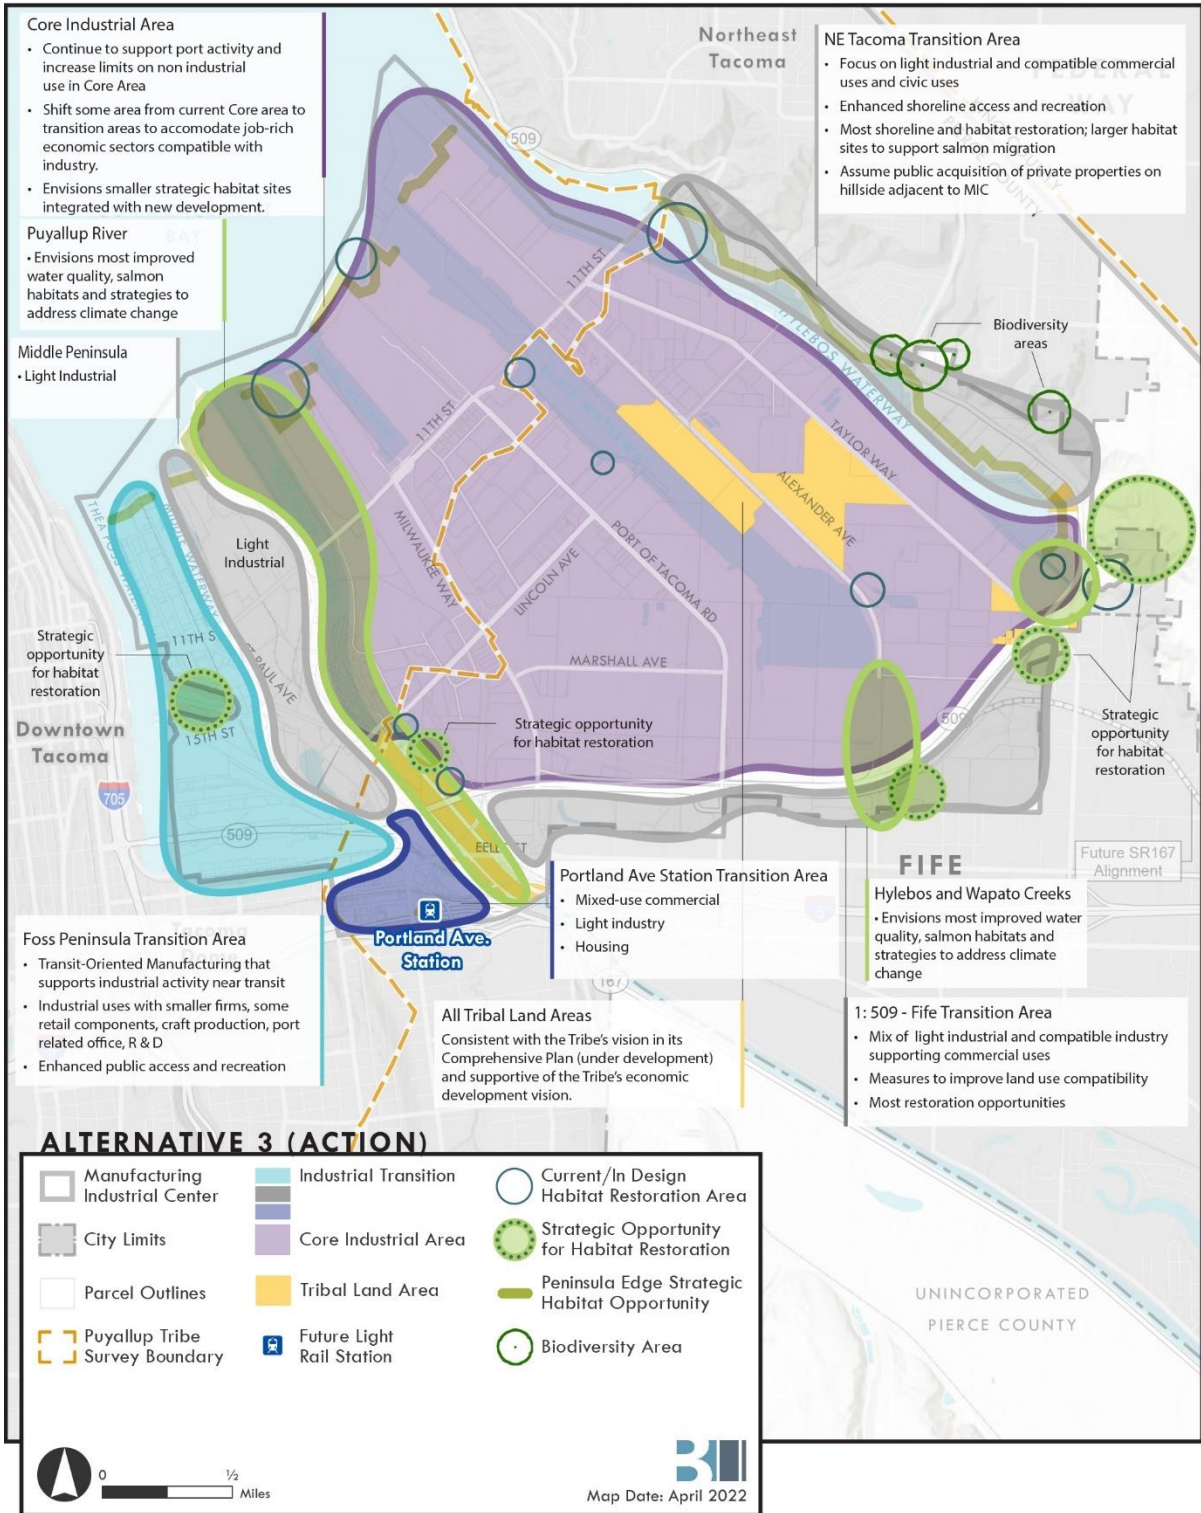 Core Industrial Area
• Continue to support port activity and
increase limits on non industrial
use in Core Area
• Shift some area from current Core area to
transition areas to accomodate job-rich
economic sectors compatible with
industry.
• Envisions smaller strategic habitat sites
integrated with new development.
Puyallup River
• Envisions most improved
water quality, salmon
habitats and strategies to
address climate change
Middle Peninsula
• Light Industrial
Northeast
Tacoma
NE Tacoma Transition Area
• Focus on light industrial and compatible commercial
uses and civic uses
• Enhanced shoreline access and recreation
• Most shoreline and habitat restoration; larger habitat
sites to support salmon migration
• Assume public acquisition of private properties on
hillside adjacent to MIC
FEDERAL
WAY
KING COUNTY
PIERCE COUNTY
509
11TH ST
HYLEBOS WATERWAY
Biodiversity
areas
TAYLOR WAY
ALEXANDER AVE
11TH ST
MILWAUKEE WAY
LINCOLN AVE
PORT OF TACOMA RD
MARSHALL AVE
Light
Industrial
MIDDLE WATERWAY
11TH S
ST PAUL AVE
15TH ST
Strategic
opportunity
for habitat
restoration
Downtown
Tacoma
705
509
Strategic opportunity
for habitat restoration
509
Strategic
opportunity
for habitat
restoration
FIFE
Future SR167
Alignment
5
167
Portland Ave.
Station
Portland Ave Station Transition Area
• Mixed-use commercial
• Light industry
• Housing
Hylebos and Wapato Creeks
• Envisions most improved water
quality, salmon habitats and
strategies to address climate
change
Tacoma
Dome
Foss Peninsula Transition Area
• Transit-Oriented Manufacturing that
supports industrial activity near transit
• Industrial uses with smaller firms, some
retail components, craft production, port
related office, R & D
• Enhanced public access and recreation
All Tribal Land Areas
Consistent with the Tribe's vision in its
Comprehensive Plan (under development)
and supportive of the Tribe's economic
development vision.
1: 509 - Fife Transition Area
• Mix of light industrial and compatible industry
supporting commercial uses
• Measures to improve land use compatibility
• Most restoration opportunities
UNINCORPORATED
PIERCE COUNTY
ALTERNATIVE 3 (ACTION)
Manufacturing
Industrial Center
City Limits
Parcel Outlines
Puyallup Tribe
Survey Boundary
Industrial Transition
Core Industrial Area
Tribal Land Area
Future Light
Rail Station
Current/In Design
Habitat Restoration Area
Strategic Opportunity
for Habitat Restoration
Peninsula Edge Strategic
Habitat Opportunity
Biodiversity Area
0 ½
Miles
Map Date: April 2022